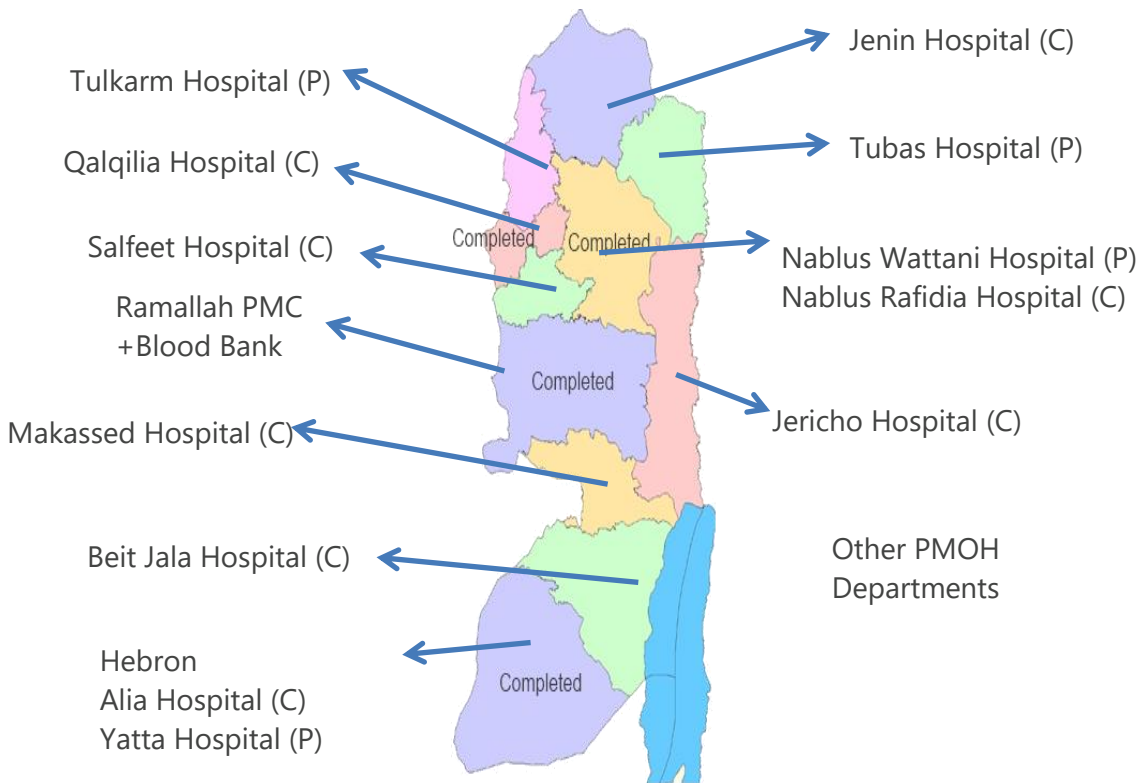 Jenin Hospital (C)
Tulkarm Hospital (P)
Qalqilia Hospital (C)
Tubas Hospital (P)
Completed
Completed
Salfeet Hospital (C)
Nablus Wattani Hospital (P)
Nablus Rafidia Hospital (C)
Ramallah PMC
+Blood Bank
Completed
Makassed Hospital (C)
Jericho Hospital (C)
Beit Jala Hospital (C)
Other PMOH
Departments
Hebron
Alia Hospital (C)
Yatta Hospital (P)
Completed